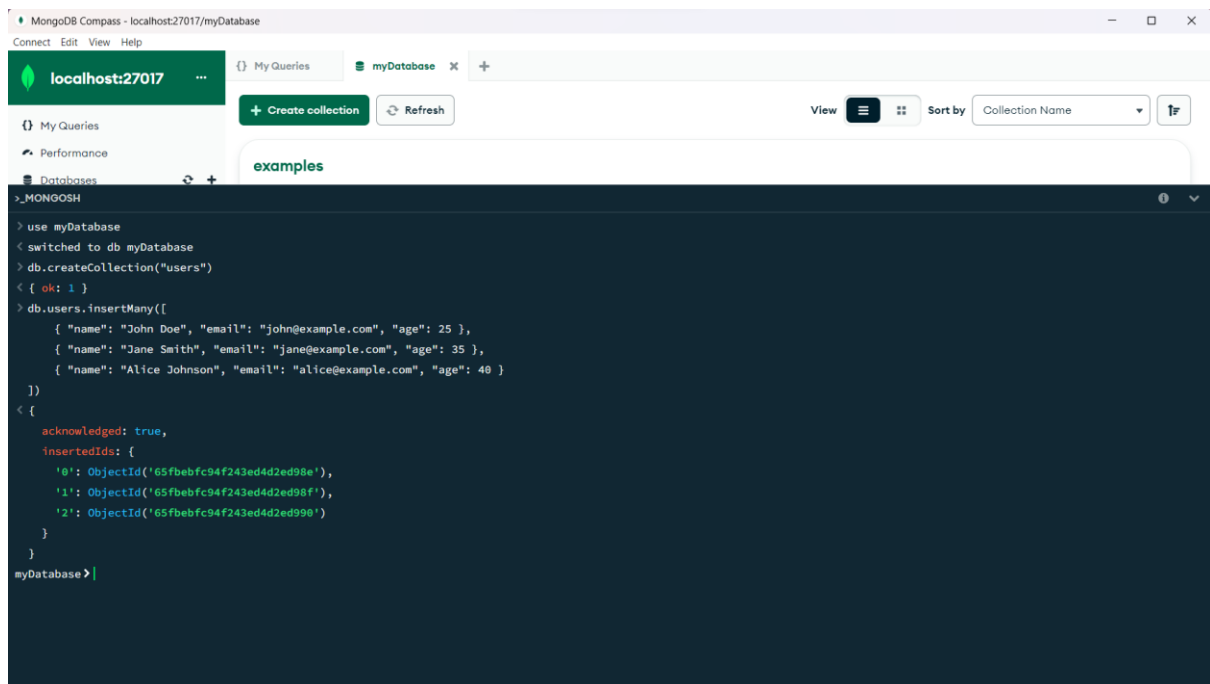 MongoDB Compass - localhost:27017/myDatabase
Connect Edit View Help
localhost:27017 ...
{} My Queries
myDatabase
+
+ Create collection
Refresh
View
Sort by
Collection Name
{} My Queries
Performance
Databases
+
examples
>_MONGOSH
> use myDatabase
< switched to db myDatabase
> db.createCollection("users")
< { ok: 1 }
> db.users.insertMany([
{ "name": "John Doe", "email": "john@example.com", "age": 25 },
{ "name": "Jane Smith", "email": "jane@example.com", "age": 35 },
{ "name": "Alice Johnson", "email": "alice@example.com", "age": 40 }
])
< {
acknowledged: true,
insertedIds: {
'0': ObjectId('65fbebfc94f243ed4d2ed98e'),
'1': ObjectId('65fbebfc94f243ed4d2ed98f'),
'2': ObjectId('65fbebfc94f243ed4d2ed990')
}
}
myDatabase>